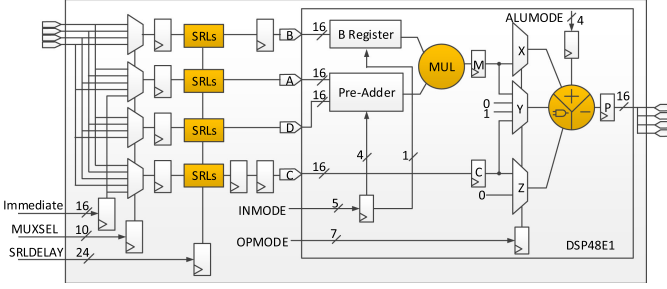 ALUMODE 4
SRLs B 16 B Register
X
SRLs A 16 MUL M
Pre-Adder
16
0 Y P 16
1
SRLs D
4 1
SRLs C 16 C
Z
0
Immediate 16
INMODE 5
MUXSEL 10
OPMODE 7
SRLDELAY 24
DSP48E1